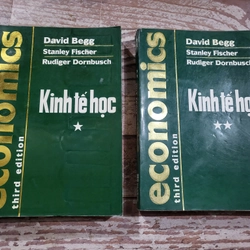 economics
third edition
David Begg
Stanley Fischer
Rudiger Dornbusch
Kinh tế học
★
economics
third edition
David Begg
Stanley Fischer
Rudiger Dornbusch
Kinh tế học
★★